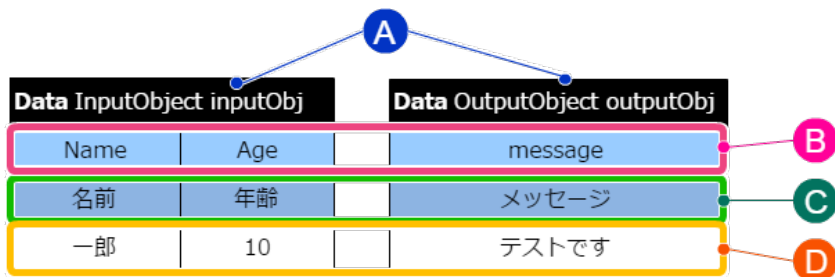 A
Data InputObject inputObj Data OutputObject outputObj
Name Age message B
名前 年齢 メッセージ C
一郎 10 テストです D